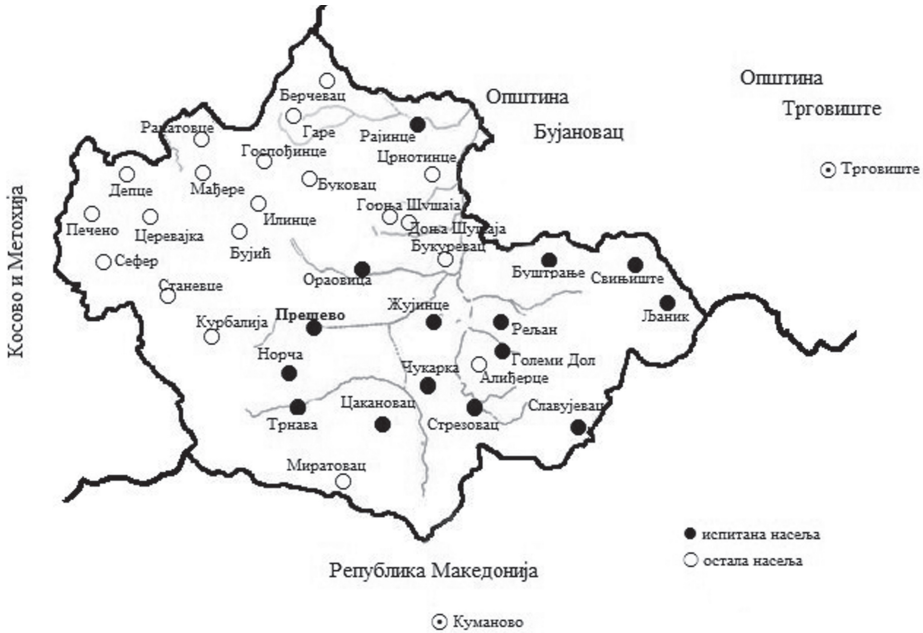 Општина
Трговиште
Општина
Бујановац
Трговиште
Берчевац
Гаре
Рајинце
Ранатовце
Госпођинце
Црнотинце
Депце
Мађере
Буковац
Горња Шушаја
Илинце
Доња Шушаја
Печено
Церевајка
Бујић
Букуревац
Сефер
Буштрање
Свињиште
Ораовица
Станевце
Љаник
Жујинце
Прешево
Курбалија
Рељан
Норча
Големи Дол
Чукарка
Алиђерце
Цакановац
Славујевац
Трнава
Стрезовац
Миратовац
Косово и Метохија
испитана насеља
остала насеља
Република Македонија
Куманово